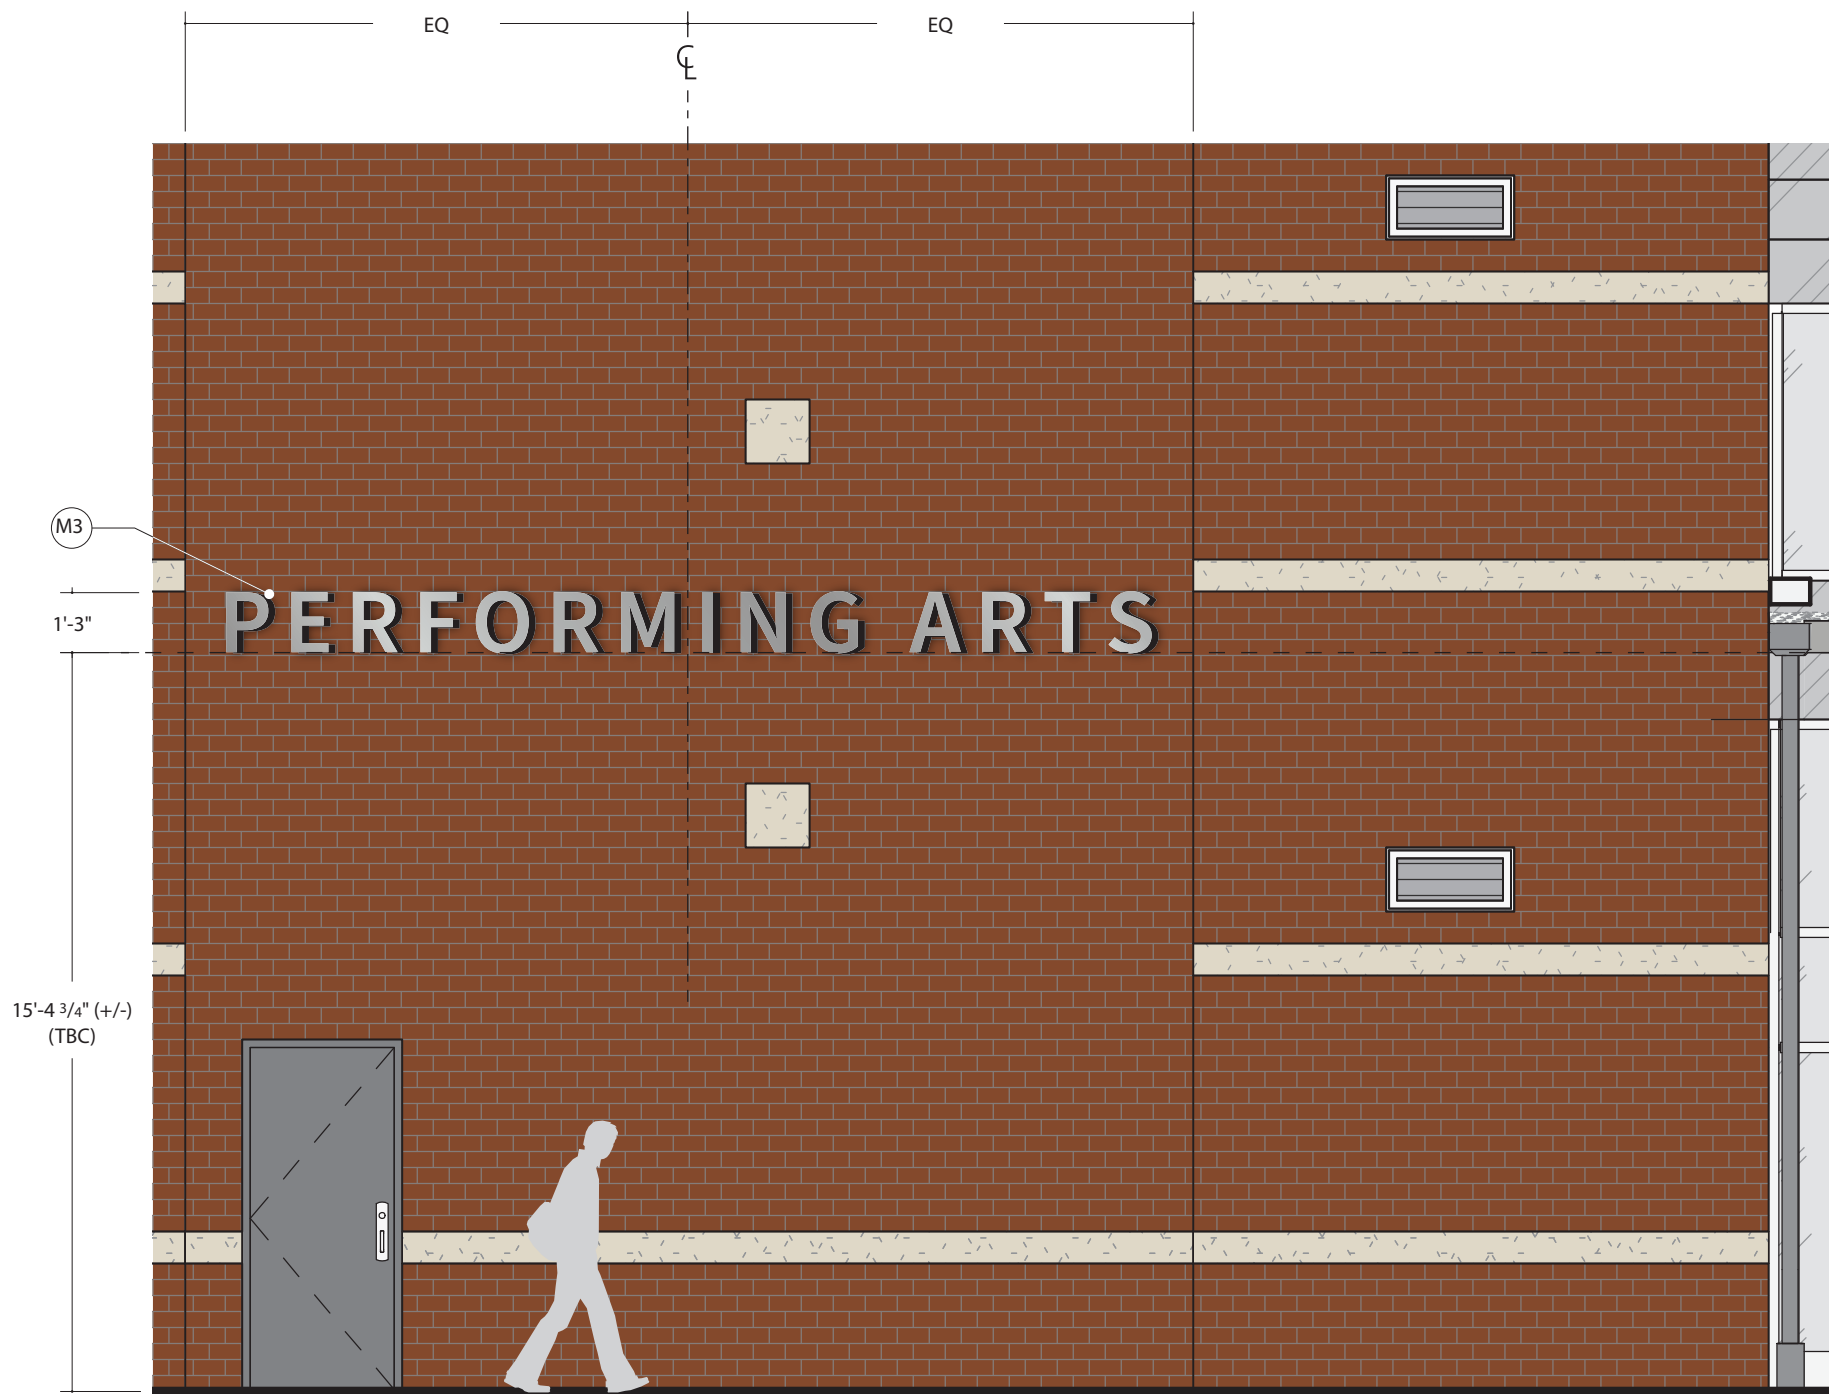 EQ EQ
℄
M3
PERFORMING ARTS
1'-3"
15'-4 3/4" (+/-)
(TBC)